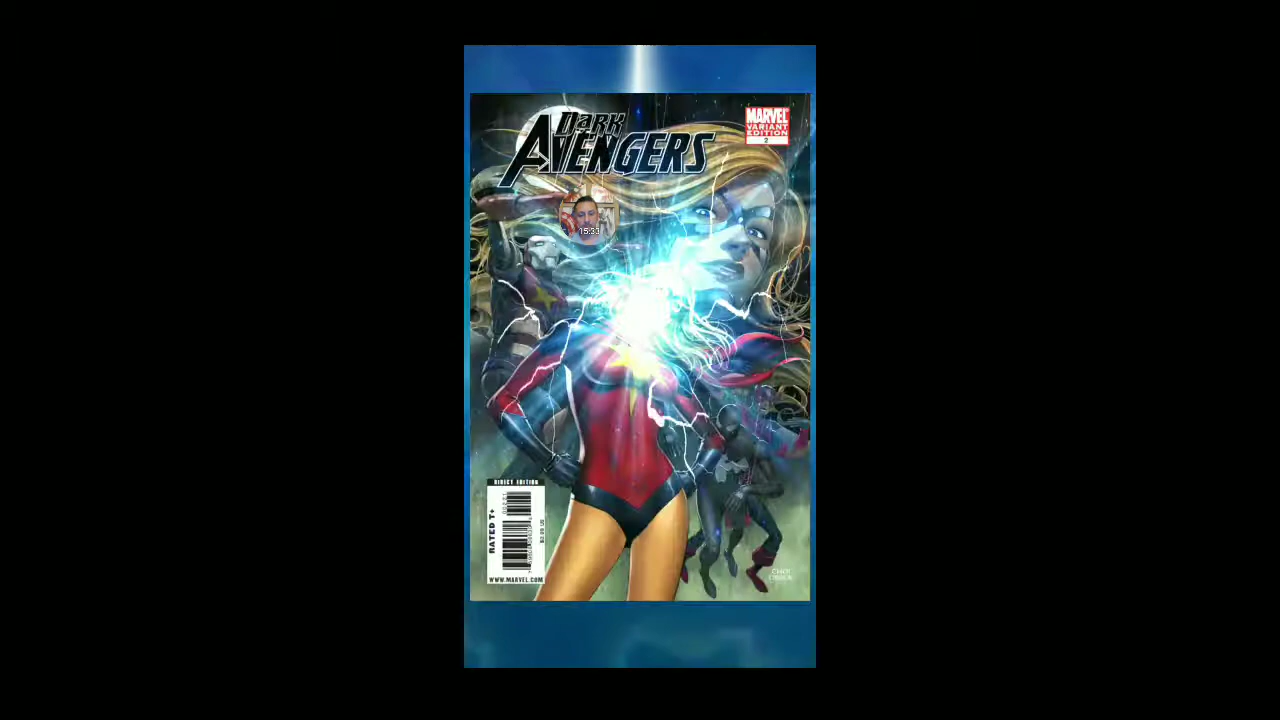 DARK
AVENGERS
MARVEL
VARIANT
EDITION
2
15:33
DIRECT EDITION
RATED T+
WWW.MARVEL.COM